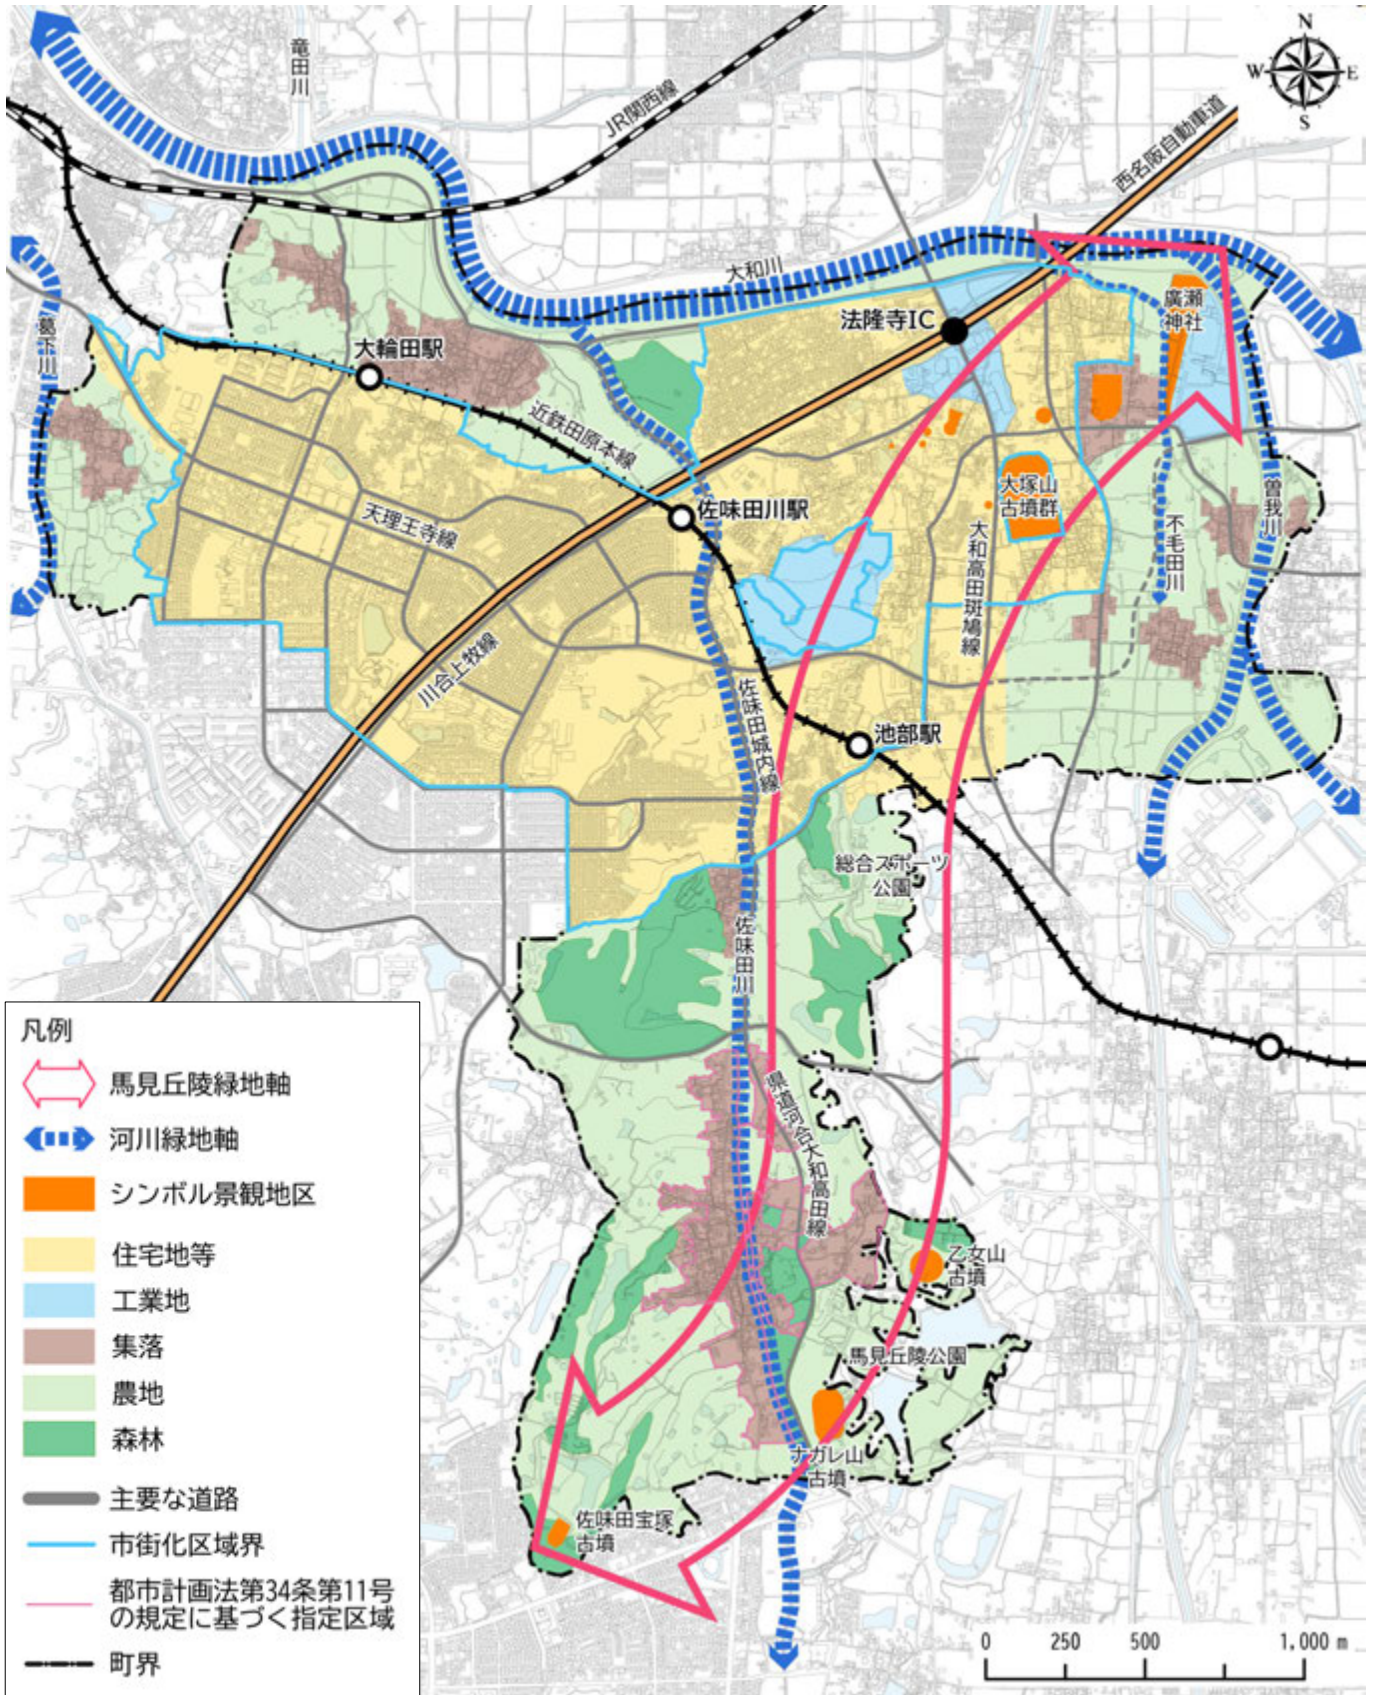 N
W
E
S
竜田川
JR関西線
西名阪自動車道
大和川
葛下川
廣瀬
神社
法隆寺IC
大輪田駅
近鉄田原本線
佐味田川駅
天理王寺線
大塚山
古墳群
不毛田川
曽我川
大和高田斑鳩線
川合上牧線
佐味田城内線
池部駅
総合スポーツ
公園
佐味田川
県道河合大和高田線
乙女山
古墳
馬見丘陵公園
ナガレ山
古墳
佐味田宝塚
古墳
凡例
馬見丘陵緑地軸
河川緑地軸
シンボル景観地区
住宅地等
工業地
集落
農地
森林
主要な道路
市街化区域界
都市計画法第34条第11号
の規定に基づく指定区域
町界
0 250 500 1,000 m